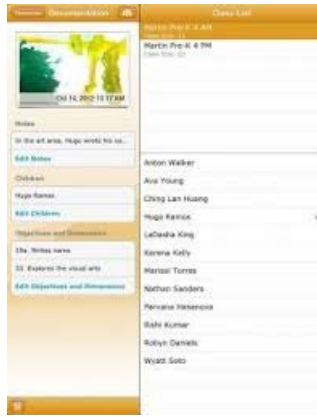 Documentation
Oct 14, 2012 10:17 AM
Notes
In the art area, Hugo wrote his na...
Edit Notes
Children
Hugo Ramos
Edit Children
Objectives and Dimensions
19a. Writes name
33. Explores the visual arts
Edit Objectives and Dimensions
Class List
Martin Pre-K 4 AM
Martin Pre-K 4 PM
Anton Walker
Ava Young
Ching Lan Huang
Hugo Ramos
LaDasha King
Karena Kelly
Marisol Torres
Nathan Sanders
Parvana Hasanova
Rishi Kumar
Robyn Daniels
Wyatt Soto